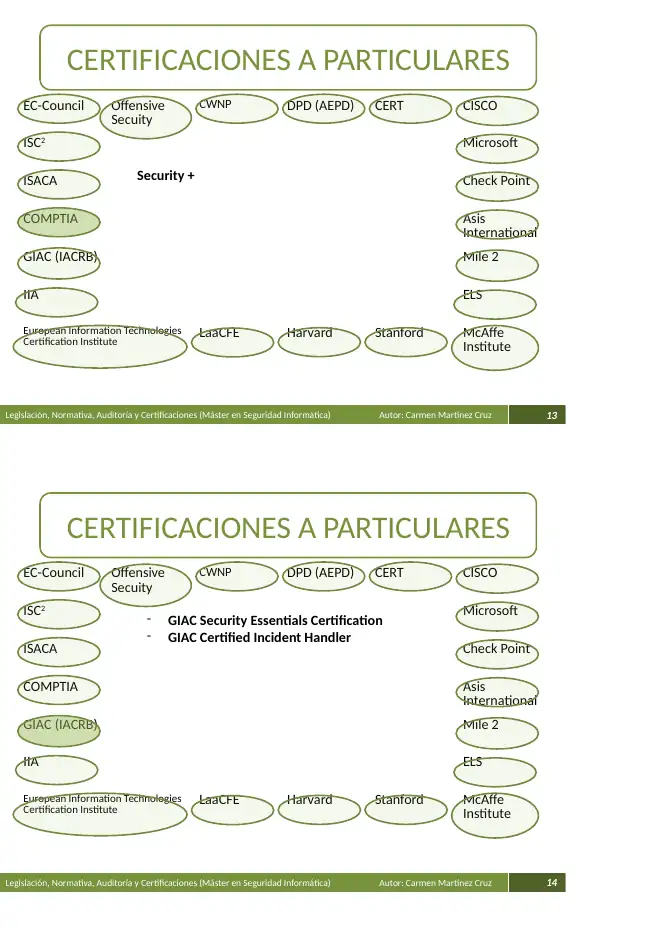 CERTIFICACIONES A PARTICULARES
EC-Council
Offensive
Secuity
CWNP
DPD (AEPD)
CERT
CISCO
ISC²
Microsoft
ISACA
Security +
Check Point
COMPTIA
Asis
International
GIAC (IACRB)
Mile 2
IIA
ELS
European Information Technologies
Certification Institute
LaaCFE
Harvard
Stanford
McAffe
Institute
Legislación, Normativa, Auditoría y Certificaciones (Máster en Seguridad Informática)
Autor: Carmen Martínez Cruz
13
CERTIFICACIONES A PARTICULARES
EC-Council
Offensive
Secuity
CWNP
DPD (AEPD)
CERT
CISCO
ISC²
Microsoft
- GIAC Security Essentials Certification
- GIAC Certified Incident Handler
ISACA
Check Point
COMPTIA
Asis
International
GIAC (IACRB)
Mile 2
IIA
ELS
European Information Technologies
Certification Institute
LaaCFE
Harvard
Stanford
McAffe
Institute
Legislación, Normativa, Auditoría y Certificaciones (Máster en Seguridad Informática)
Autor: Carmen Martínez Cruz
14